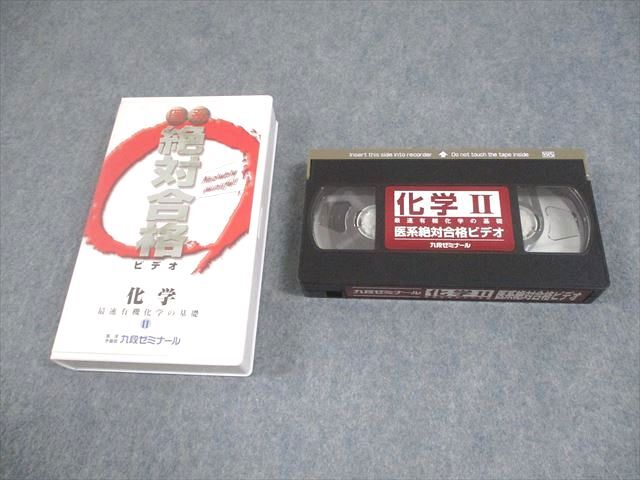 医系
絶対合格
ビデオ
化学
最速有機化学の基礎
II
九段ゼミナール
Insert this side into recorder
Do not touch the tape inside
VHS
化学 II
最速有機化学の基礎
医系絶対合格ビデオ
九段ゼミナール
九段ゼミナール 化学 II 医系絶対合格ビデオ